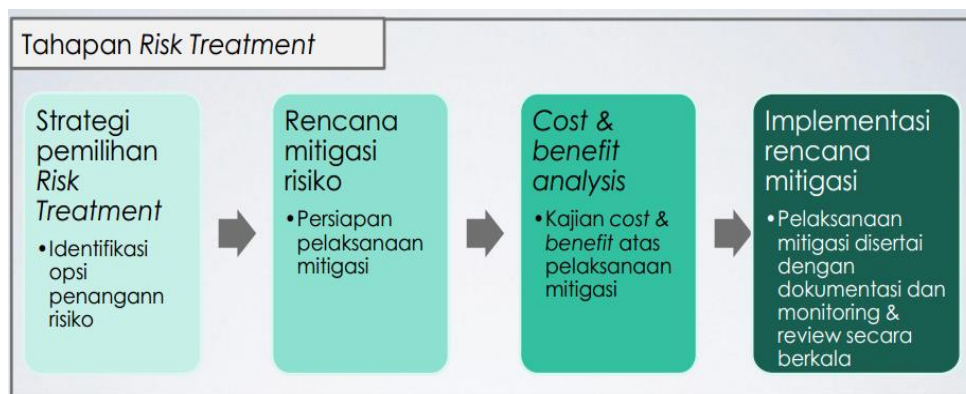 Tahapan Risk Treatment
Strategi
pemilihan
Risk
Treatment
•Identifikasi
opsi
penangann
risiko
Rencana
mitigasi
risiko
•Persiapan
pelaksanaan
mitigasi
Cost &
benefit
analysis
•Kajian cost &
benefit atas
pelaksanaan
mitigasi
Implementasi
rencana
mitigasi
•Pelaksanaan
mitigasi disertai
dengan
dokumentasi dan
monitoring &
review secara
berkala